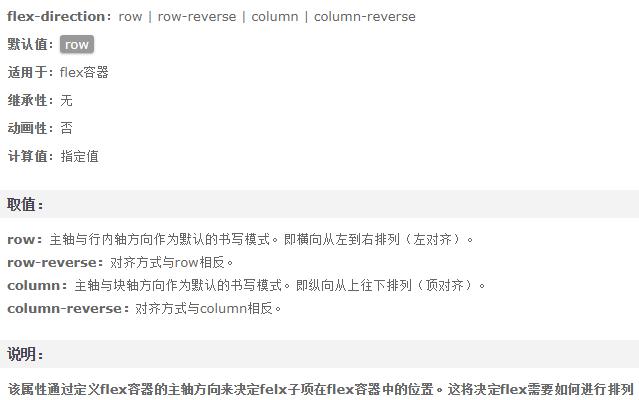 flex-direction：row | row-reverse | column | column-reverse
默认值：row
适用于：flex容器
继承性：无
动画性：否
计算值：指定值
取值：
row：主轴与行内轴方向作为默认的书写模式。即横向从左到右排列（左对齐）。
row-reverse：对齐方式与row相反。
column：主轴与块轴方向作为默认的书写模式。即纵向从上往下排列（顶对齐）。
column-reverse：对齐方式与column相反。
说明：
该属性通过定义flex容器的主轴方向来决定felx子项在flex容器中的位置。这将决定flex需要如何进行排列